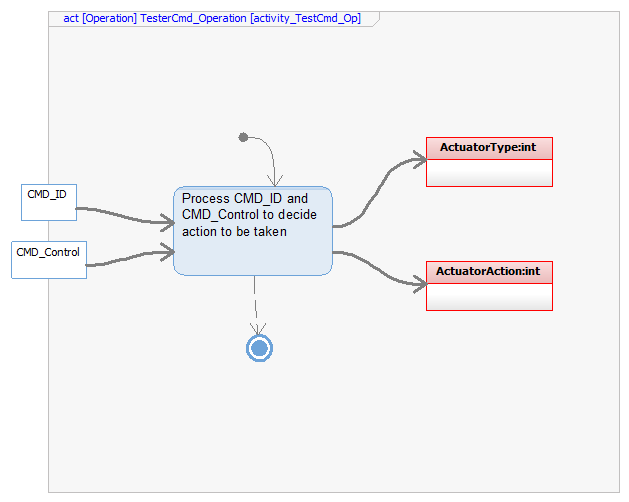 act [Operation] TesterCmd_Operation [activity_TestCmd_Op]
ActuatorType:int
CMD_ID
Process CMD_ID and
CMD_Control to decide
action to be taken
CMD_Control
ActuatorAction:int